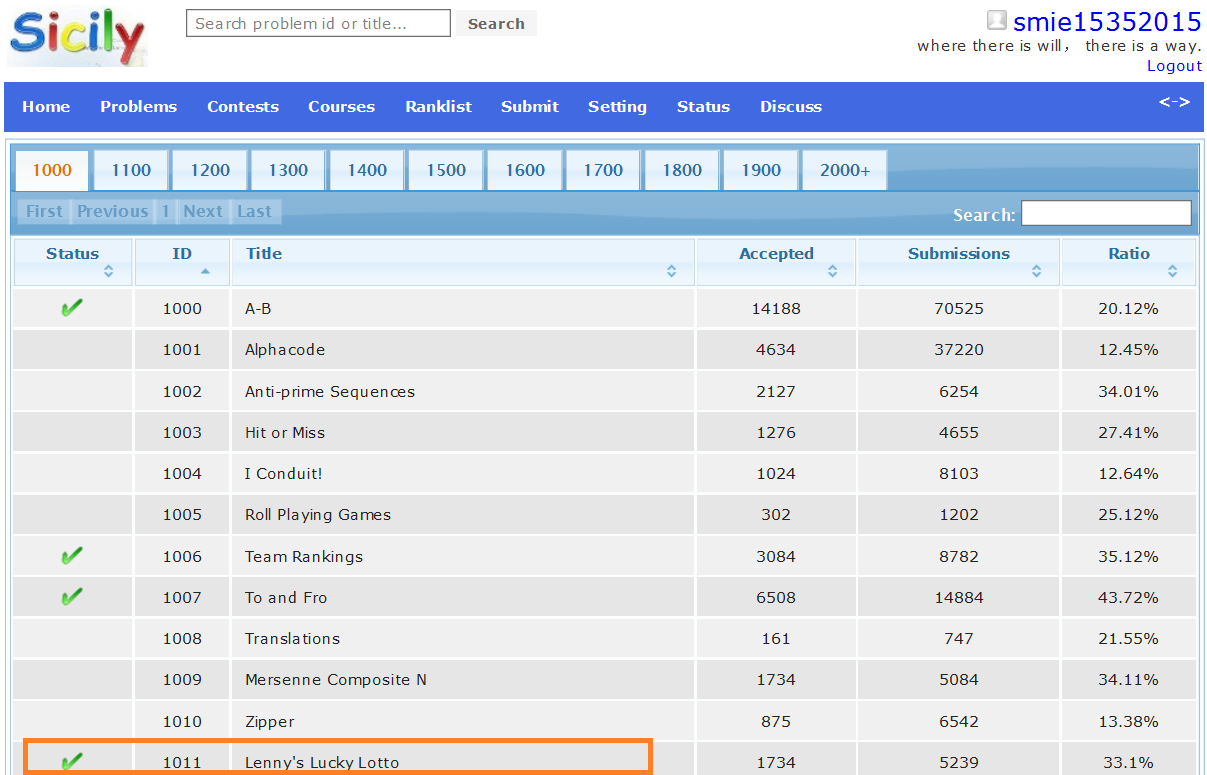 Sicily
Search problem id or title...
Search
smie15352015
where there is will， there is a way.
Logout
Home Problems Contests Courses Ranklist Submit Setting Status Discuss <->
1000 1100 1200 1300 1400 1500 1600 1700 1800 1900 2000+
First Previous 1 Next Last Search:
Status ID Title Accepted Submissions Ratio
1000 A-B 14188 70525 20.12%
1001 Alphacode 4634 37220 12.45%
1002 Anti-prime Sequences 2127 6254 34.01%
1003 Hit or Miss 1276 4655 27.41%
1004 I Conduit! 1024 8103 12.64%
1005 Roll Playing Games 302 1202 25.12%
1006 Team Rankings 3084 8782 35.12%
1007 To and Fro 6508 14884 43.72%
1008 Translations 161 747 21.55%
1009 Mersenne Composite N 1734 5084 34.11%
1010 Zipper 875 6542 13.38%
1011 Lenny's Lucky Lotto 1734 5239 33.1%